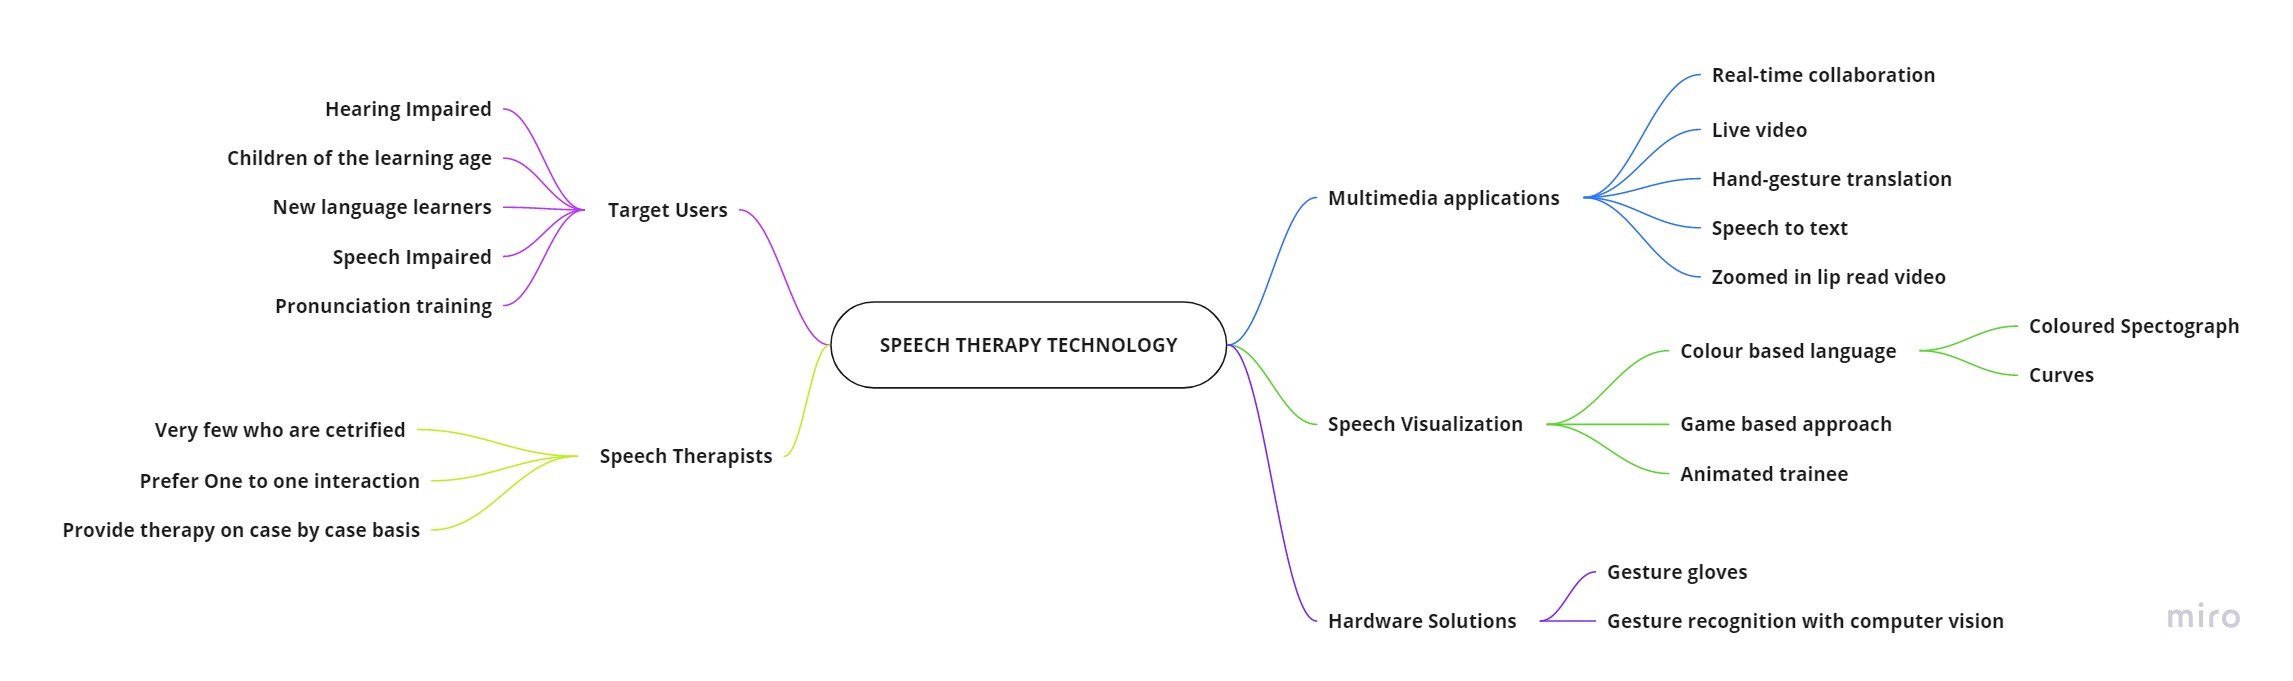 SPEECH THERAPY TECHNOLOGY
Target Users
Hearing Impaired
Children of the learning age
New language learners
Speech Impaired
Pronunciation training
Speech Therapists
Very few who are cetrified
Prefer One to one interaction
Provide therapy on case by case basis
Multimedia applications
Real-time collaboration
Live video
Hand-gesture translation
Speech to text
Zoomed in lip read video
Speech Visualization
Colour based language
Coloured Spectograph
Curves
Game based approach
Animated trainee
Hardware Solutions
Gesture gloves
Gesture recognition with computer vision
miro